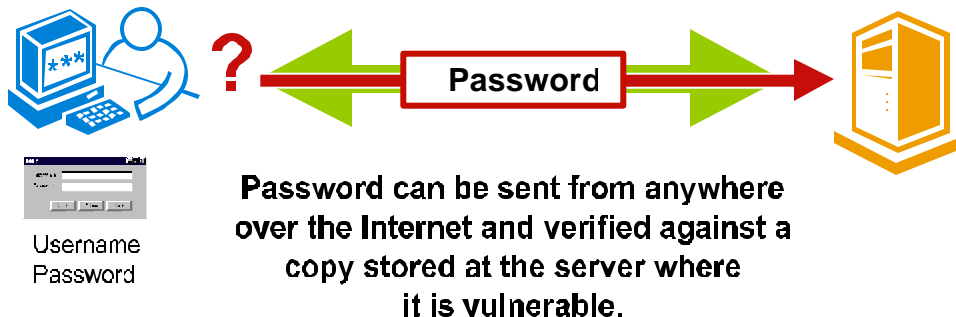 ***
?
Password
Username
Password
Password can be sent from anywhere
over the Internet and verified against a
copy stored at the server where
it is vulnerable.